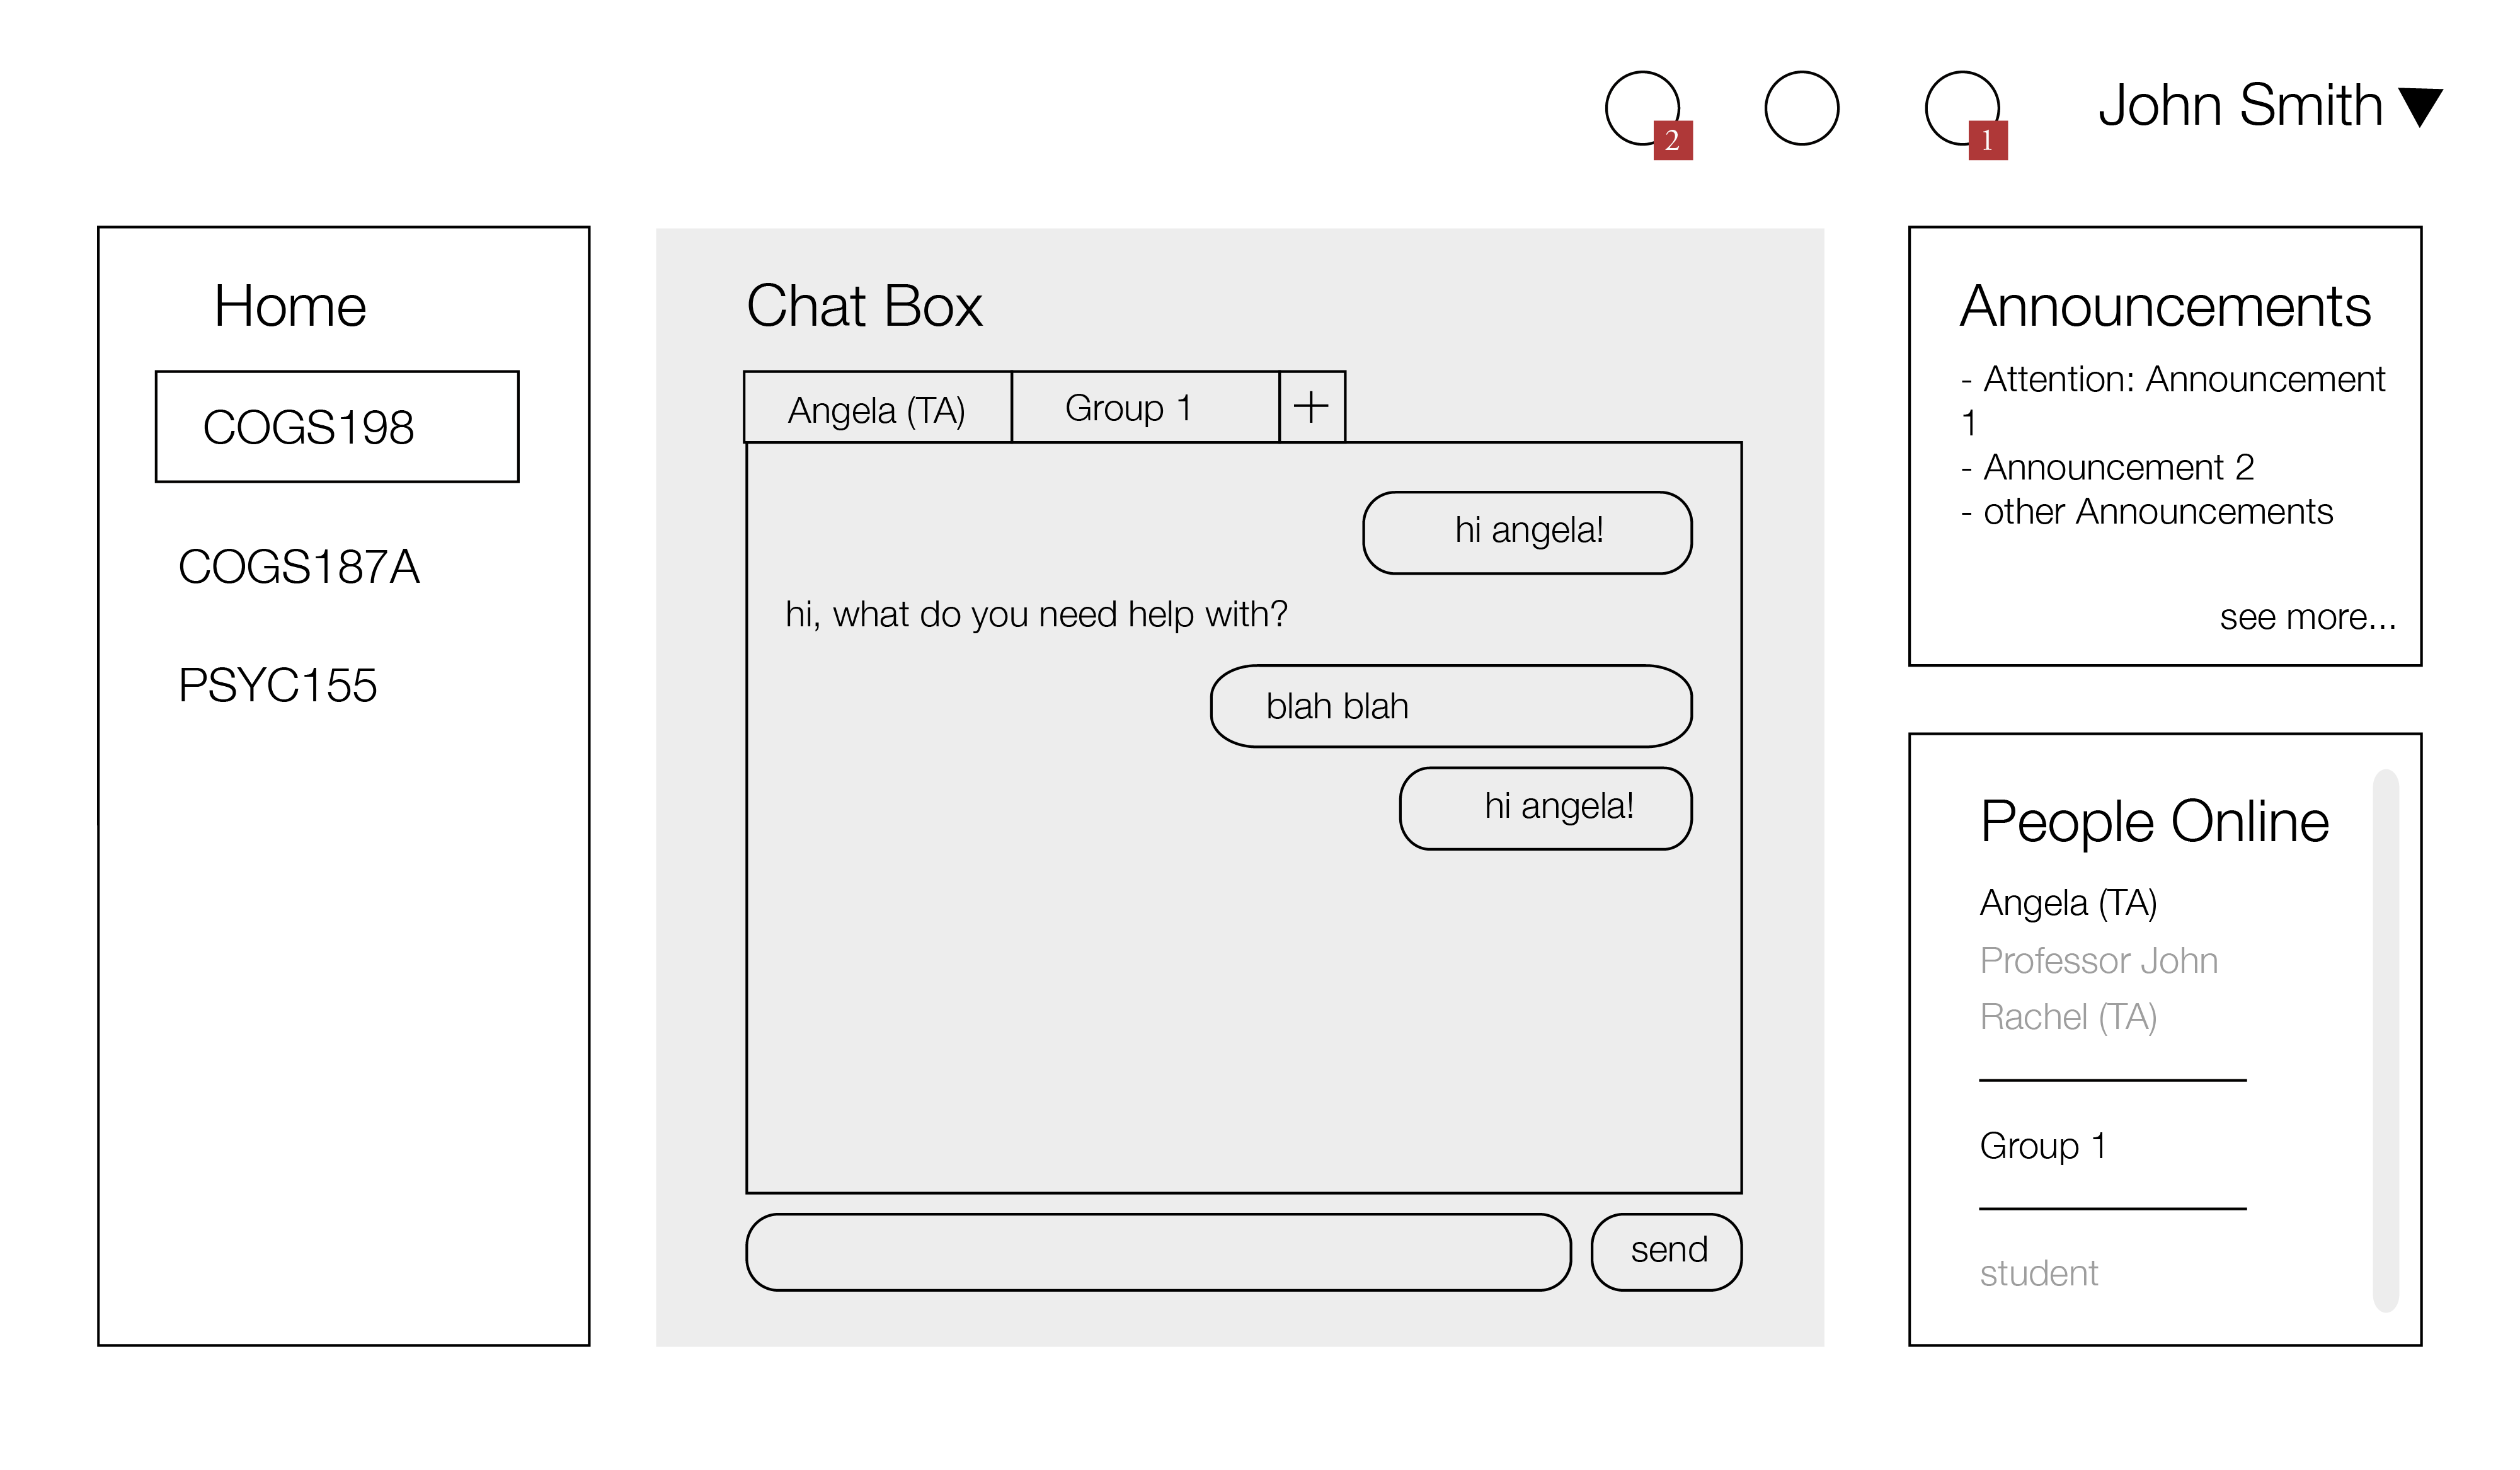 2
1
John Smith
Home
COGS198
COGS187A
PSYC155
Chat Box
Angela (TA)
Group 1
+
hi angela!
hi, what do you need help with?
blah blah
hi angela!
send
Announcements
- Attention: Announcement
1
- Announcement 2
- other Announcements
see more...
People Online
Angela (TA)
Professor John
Rachel (TA)
Group 1
student